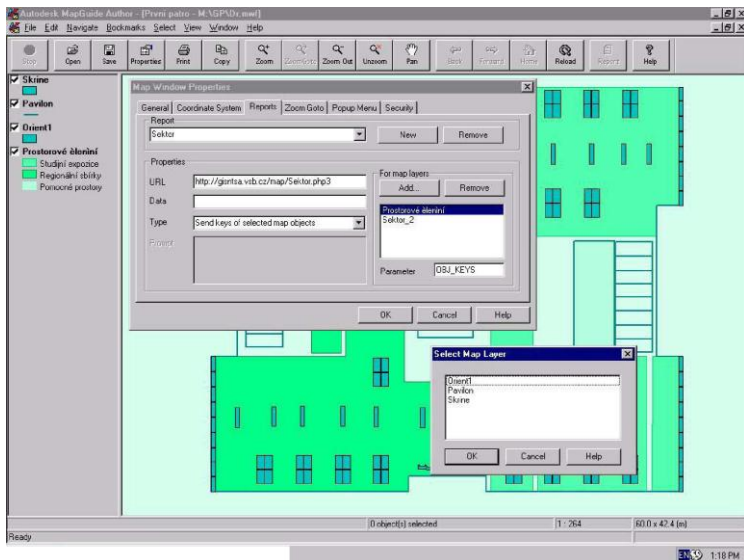 Autodesk MapGuide Author - [Prvni patro - M:\GP\Dr.mwf]
File Edit Navigate Bookmarks Select View Window Help
Stop Open Save Properties Print Copy Zoom Zoom Goto Zoom Out Unzoom Pan Back Forward Home Reload Report Help
Skrine
Pavilon
Orient1
Prostorové èlenìní
Studijní expozice
Regionální sbírky
Pomocné prostory
Map Window Properties
General Coordinate System Reports Zoom Goto Popup Menu Security
Report
Sektor New Remove
Properties
URL http://gisntsa.vsb.cz/map/Sektor.php3
Data
Type Send keys of selected map objects
Prompt
For map layers
Add... Remove
Prostorové èlenìní
Sektor_2
Parameter OBJ_KEYS
OK Cancel Help
Select Map Layer
Orient1
Pavilon
Skrine
OK Cancel Help
0 object(s) selected 1 : 264 60.0 x 42.4 (m)
Ready
EN 1:18 PM